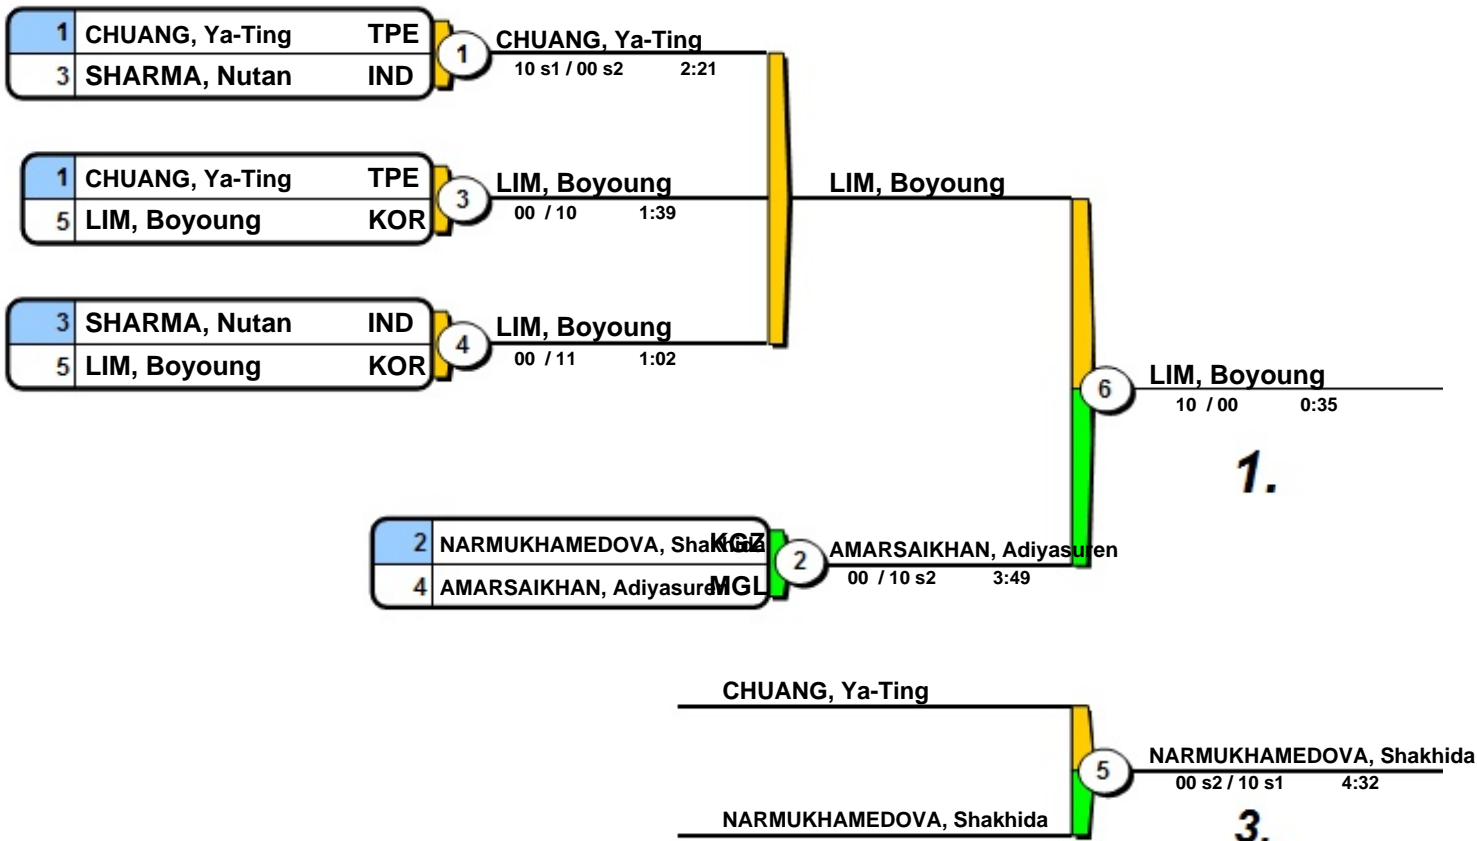 1 CHUANG, Ya-Ting TPE
3 SHARMA, Nutan IND
1
CHUANG, Ya-Ting
10 s1 / 00 s2 2:21
1 CHUANG, Ya-Ting TPE
5 LIM, Boyoung KOR
3
LIM, Boyoung
00 / 10 1:39
LIM, Boyoung
3 SHARMA, Nutan IND
5 LIM, Boyoung KOR
4
LIM, Boyoung
00 / 11 1:02
6
LIM, Boyoung
10 / 00 0:35
1.
2 NARMUKHAMEDOVA, Shakhida KGZ
4 AMARSAIKHAN, Adiyasuren MGL
2
AMARSAIKHAN, Adiyasuren
00 / 10 s2 3:49
CHUANG, Ya-Ting
NARMUKHAMEDOVA, Shakhida
5
NARMUKHAMEDOVA, Shakhida
00 s2 / 10 s1 4:32
3.